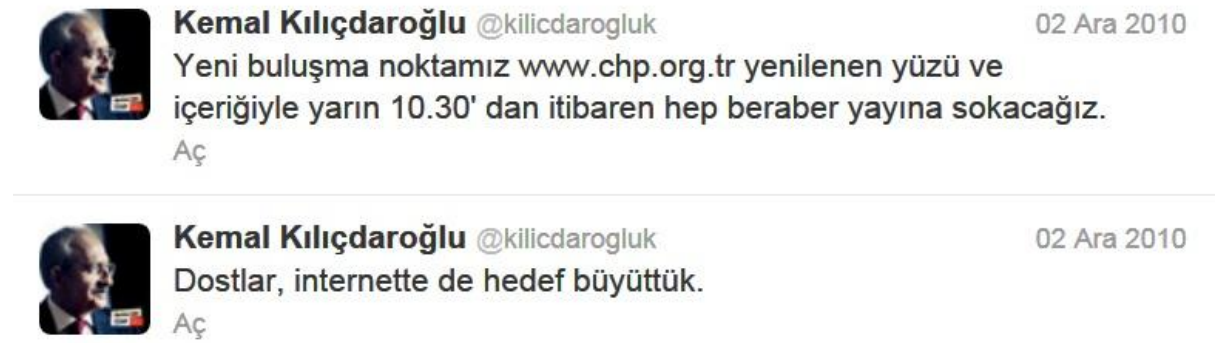 Kemal Kılıçdaroğlu @kilicdarogluk 02 Ara 2010
Yeni buluşma noktamız www.chp.org.tr yenilenen yüzü ve
içeriğiyle yarın 10.30' dan itibaren hep beraber yayına sokacağız.
Aç
Kemal Kılıçdaroğlu @kilicdarogluk 02 Ara 2010
Dostlar, internette de hedef büyüttük.
Aç